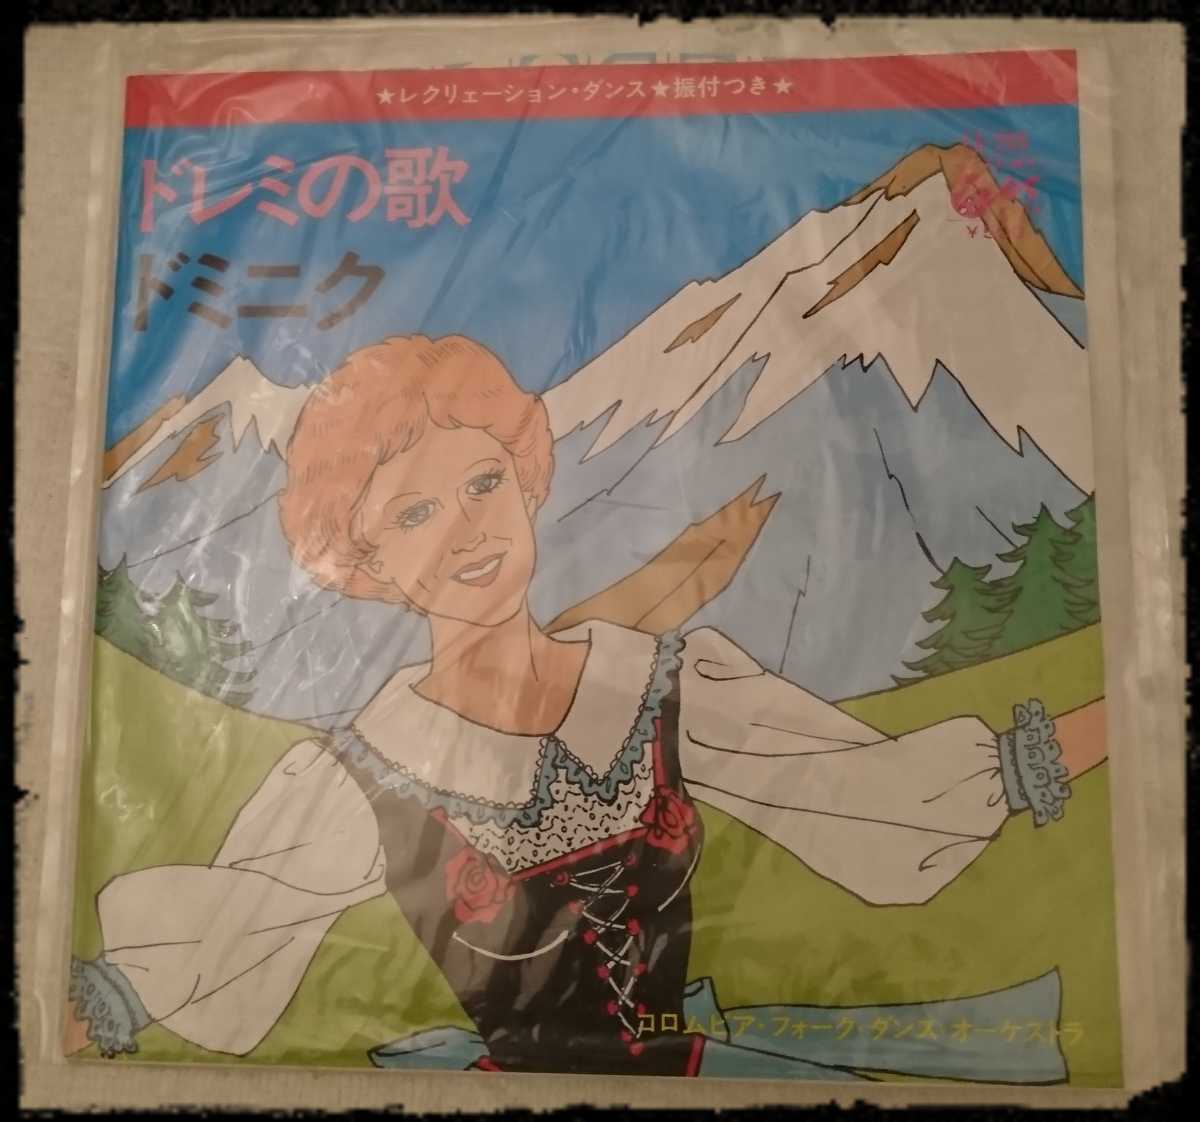 ★レクリェーション・ダンス★振付つき★
ドレミの歌
ドミニク
コロムビア・フォーク・ダンス・オーケストラ